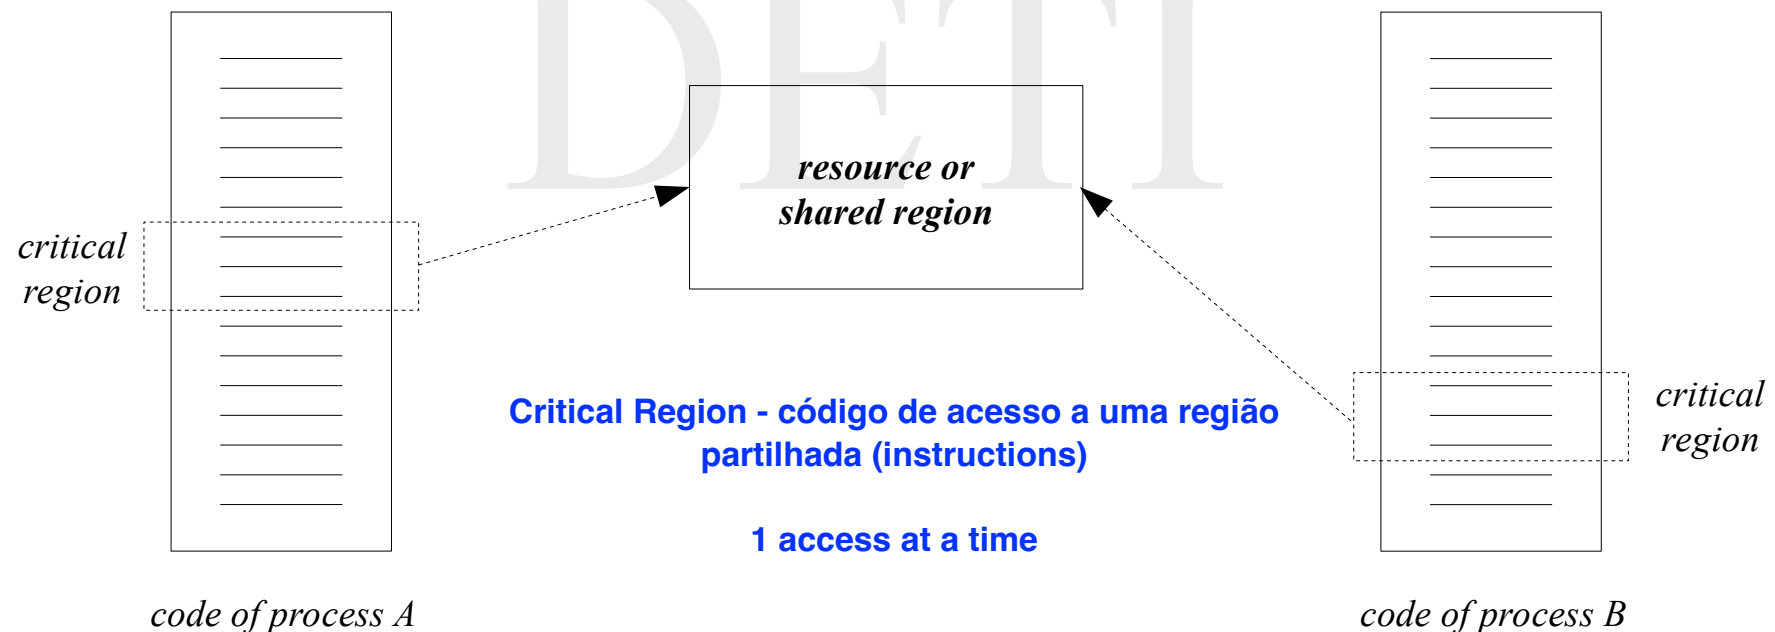 DETI
resource or
shared region
critical
region
critical
region
Critical Region - código de acesso a uma região
partilhada (instructions)
1 access at a time
code of process A
code of process B